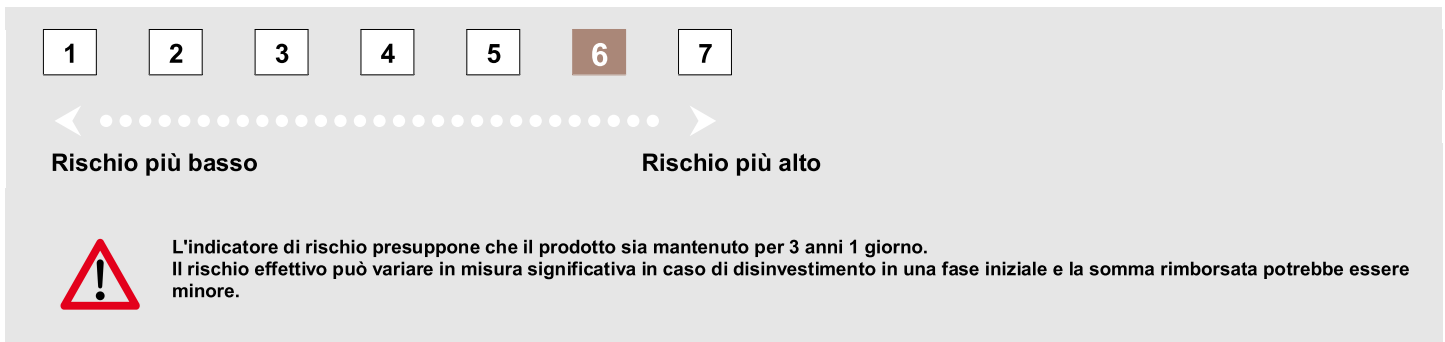 1 2 3 4 5 6 7
Rischio più basso Rischio più alto
L'indicatore di rischio presuppone che il prodotto sia mantenuto per 3 anni 1 giorno.
Il rischio effettivo può variare in misura significativa in caso di disinvestimento in una fase iniziale e la somma rimborsata potrebbe essere
minore.